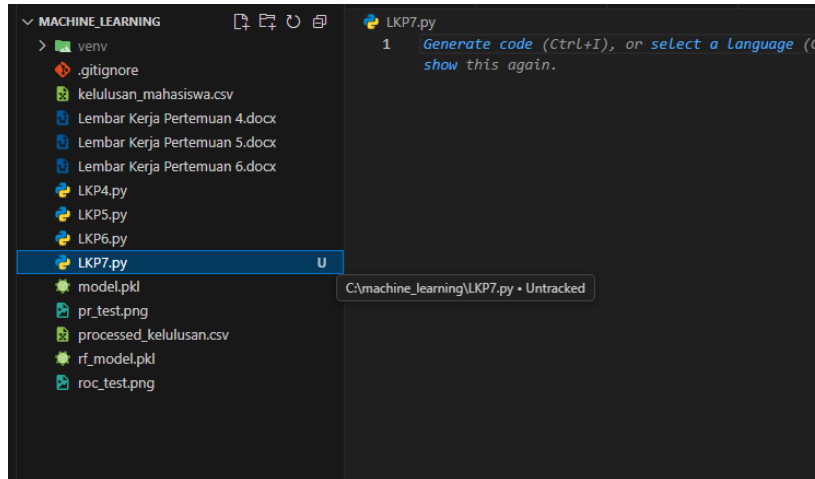 MACHINE_LEARNING
venv
.gitignore
kelulusan_mahasiswa.csv
Lembar Kerja Pertemuan 4.docx
Lembar Kerja Pertemuan 5.docx
Lembar Kerja Pertemuan 6.docx
LKP4.py
LKP5.py
LKP6.py
LKP7.py U
model.pkl
pr_test.png
processed_kelulusan.csv
rf_model.pkl
roc_test.png
LKP7.py
1 Generate code (Ctrl+I), or select a language (
show this again.
C:\machine_learning\LKP7.py • Untracked